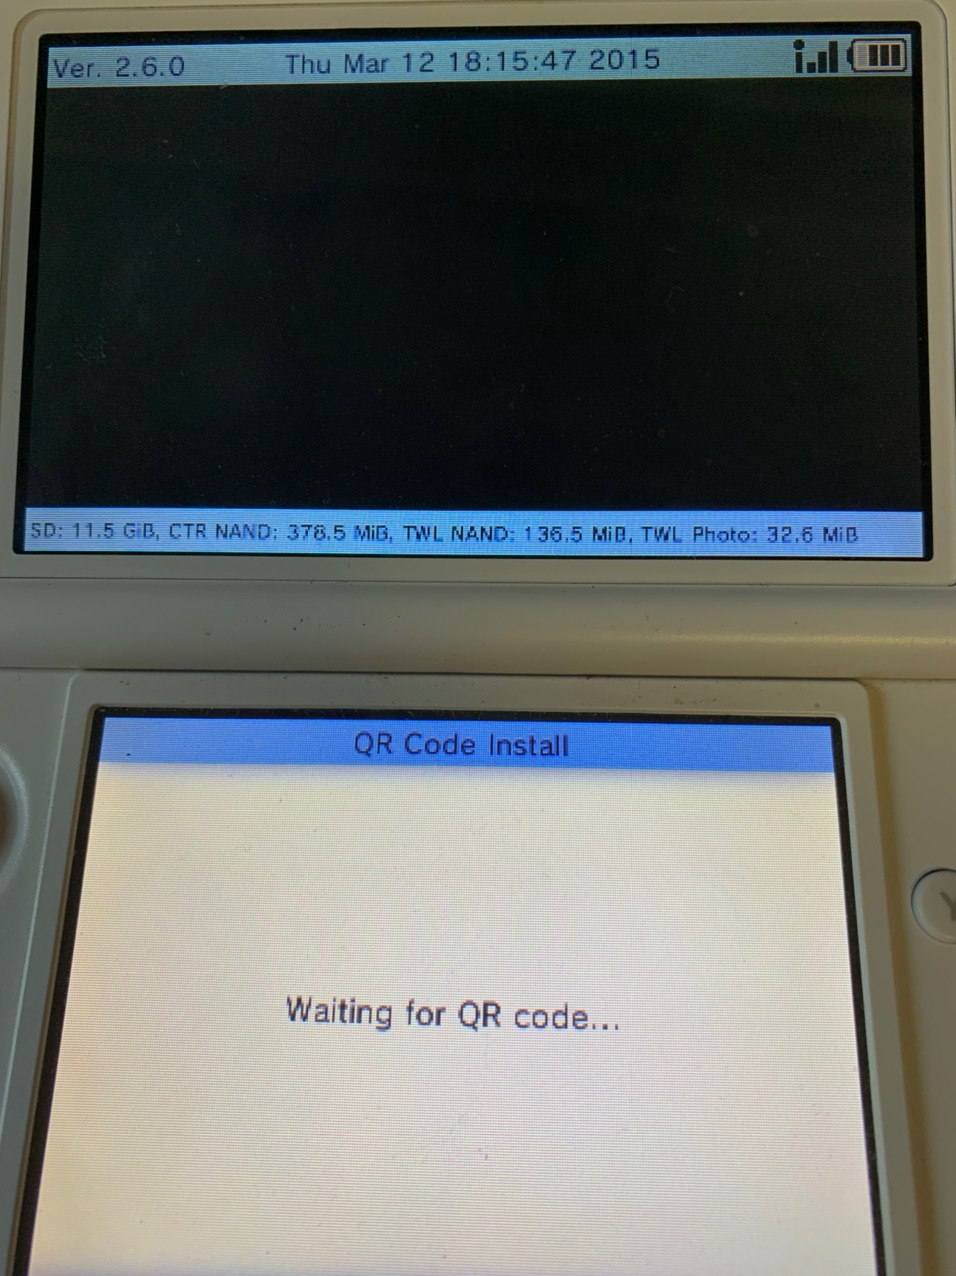 Ver. 2.6.0 Thu Mar 12 18:15:47 2015
SD: 11.5 GiB, CTR NAND: 378.5 MiB, TWL NAND: 136.5 MiB, TWL Photo: 32.6 MiB
QR Code Install
Y
Waiting for QR code...